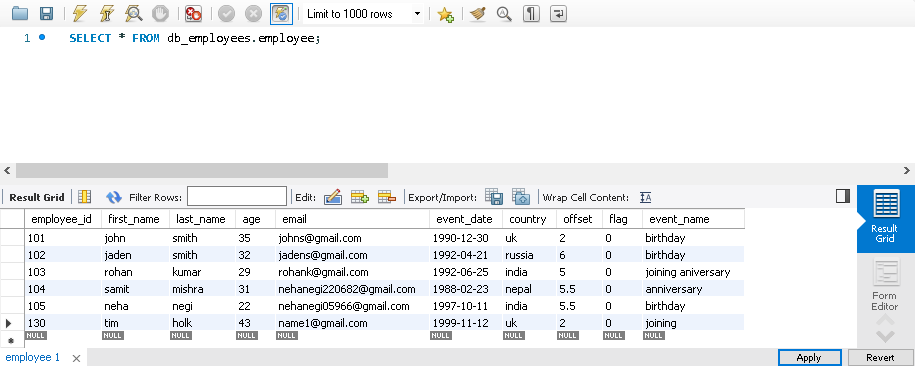 Limit to 1000 rows
1 SELECT * FROM db_employees.employee;
Result Grid Filter Rows: Edit: Export/Import: Wrap Cell Content:
employee_id first_name last_name age email event_date country offset flag event_name
101 john smith 35 johns@gmail.com 1990-12-30 uk 2 0 birthday
102 jaden smith 32 jadens@gmail.com 1992-04-21 russia 6 0 birthday
103 rohan kumar 29 rohank@gmail.com 1992-06-25 india 5 0 joining aniversary
104 samit mishra 31 nehanegi220682@gmail.com 1988-02-23 nepal 5.5 0 anniversary
105 neha negi 22 nehanegi05966@gmail.com 1997-10-11 india 5.5 0 birthday
130 tim holk 43 name1@gmail.com 1999-11-12 uk 2 0 joining
NULL NULL NULL NULL NULL NULL NULL NULL NULL NULL
Result
Grid
Form
Editor
employee 1
Apply Revert